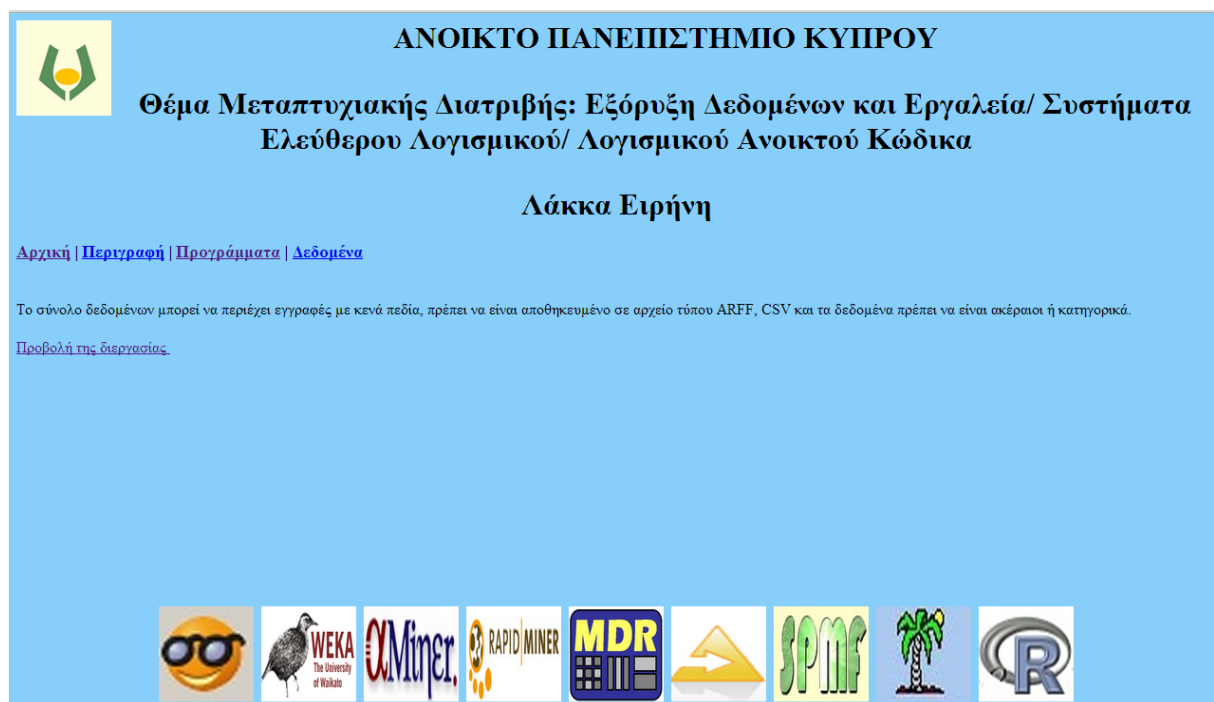 ΑΝΟΙΚΤΟ ΠΑΝΕΠΙΣΤΗΜΙΟ ΚΥΠΡΟΥ
Θέμα Μεταπτυχιακής Διατριβής: Εξόρυξη Δεδομένων και Εργαλεία/ Συστήματα
Ελεύθερου Λογισμικού/ Λογισμικού Ανοικτού Κώδικα
Λάκκα Ειρήνη
Αρχική | Περιγραφή | Προγράμματα | Δεδομένα
Το σύνολο δεδομένων μπορεί να περιέχει εγγραφές με κενά πεδία, πρέπει να είναι αποθηκευμένο σε αρχείο τύπου ARFF, CSV και τα δεδομένα πρέπει να είναι ακέραιοι ή κατηγορικά.
Προβολή της διεργασίας
WEKA
The University
of Waikato
αMiner.
RAPID MINER
MDR
SPMF
R